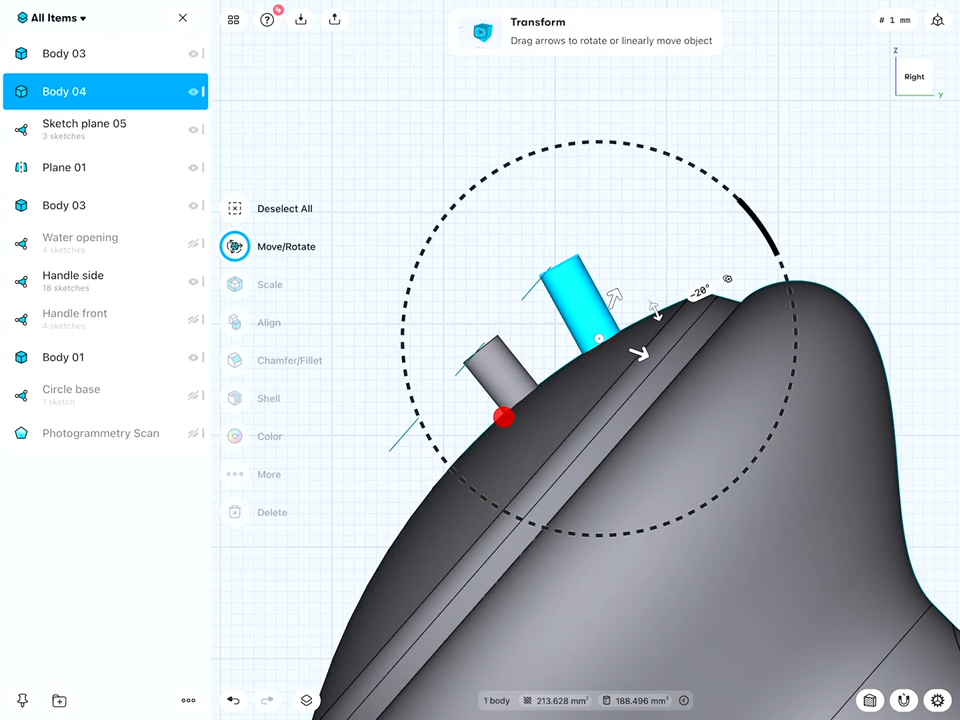 All Items
Body 03
Body 04
Sketch plane 05
3 sketches
Plane 01
Body 03
Water opening
4 sketches
Handle side
18 sketches
Handle front
4 sketches
Body 01
Circle base
1 sketch
Photogrammetry Scan
4
Transform
Drag arrows to rotate or linearly move object
# 1 mm
Z
Right
y
Deselect All
Move/Rotate
Scale
Align
Chamfer/Fillet
Shell
Color
More
Delete
-20°
1 body
213.628 mm²
188.496 mm³